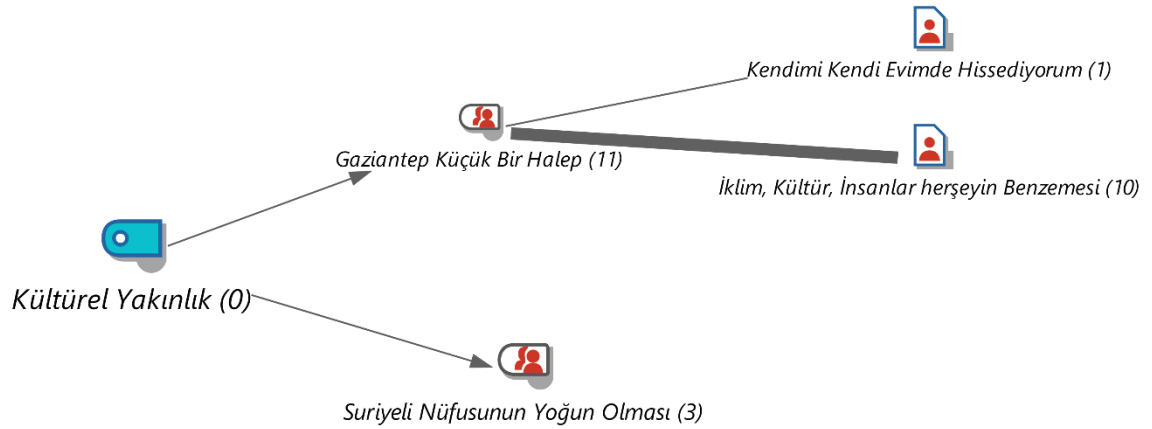 Kendimi Kendi Evimde Hissediyorum (1)
Gaziantep Küçük Bir Halep (11)
İklim, Kültür, İnsanlar herşeyin Benzemesi (10)
Kültürel Yakınlık (0)
Suriyeli Nüfusunun Yoğun Olması (3)